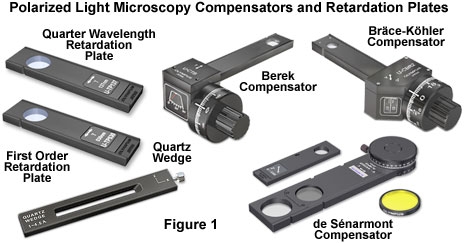 Polarized Light Microscopy Compensators and Retardation Plates
Quarter Wavelength
Retardation
Plate
Berek
Compensator
Bräce-Köhler
Compensator
First Order
Retardation
Plate
Quartz
Wedge
QUARTZ
WEDGE
Figure 1
de Sénarmont
Compensator